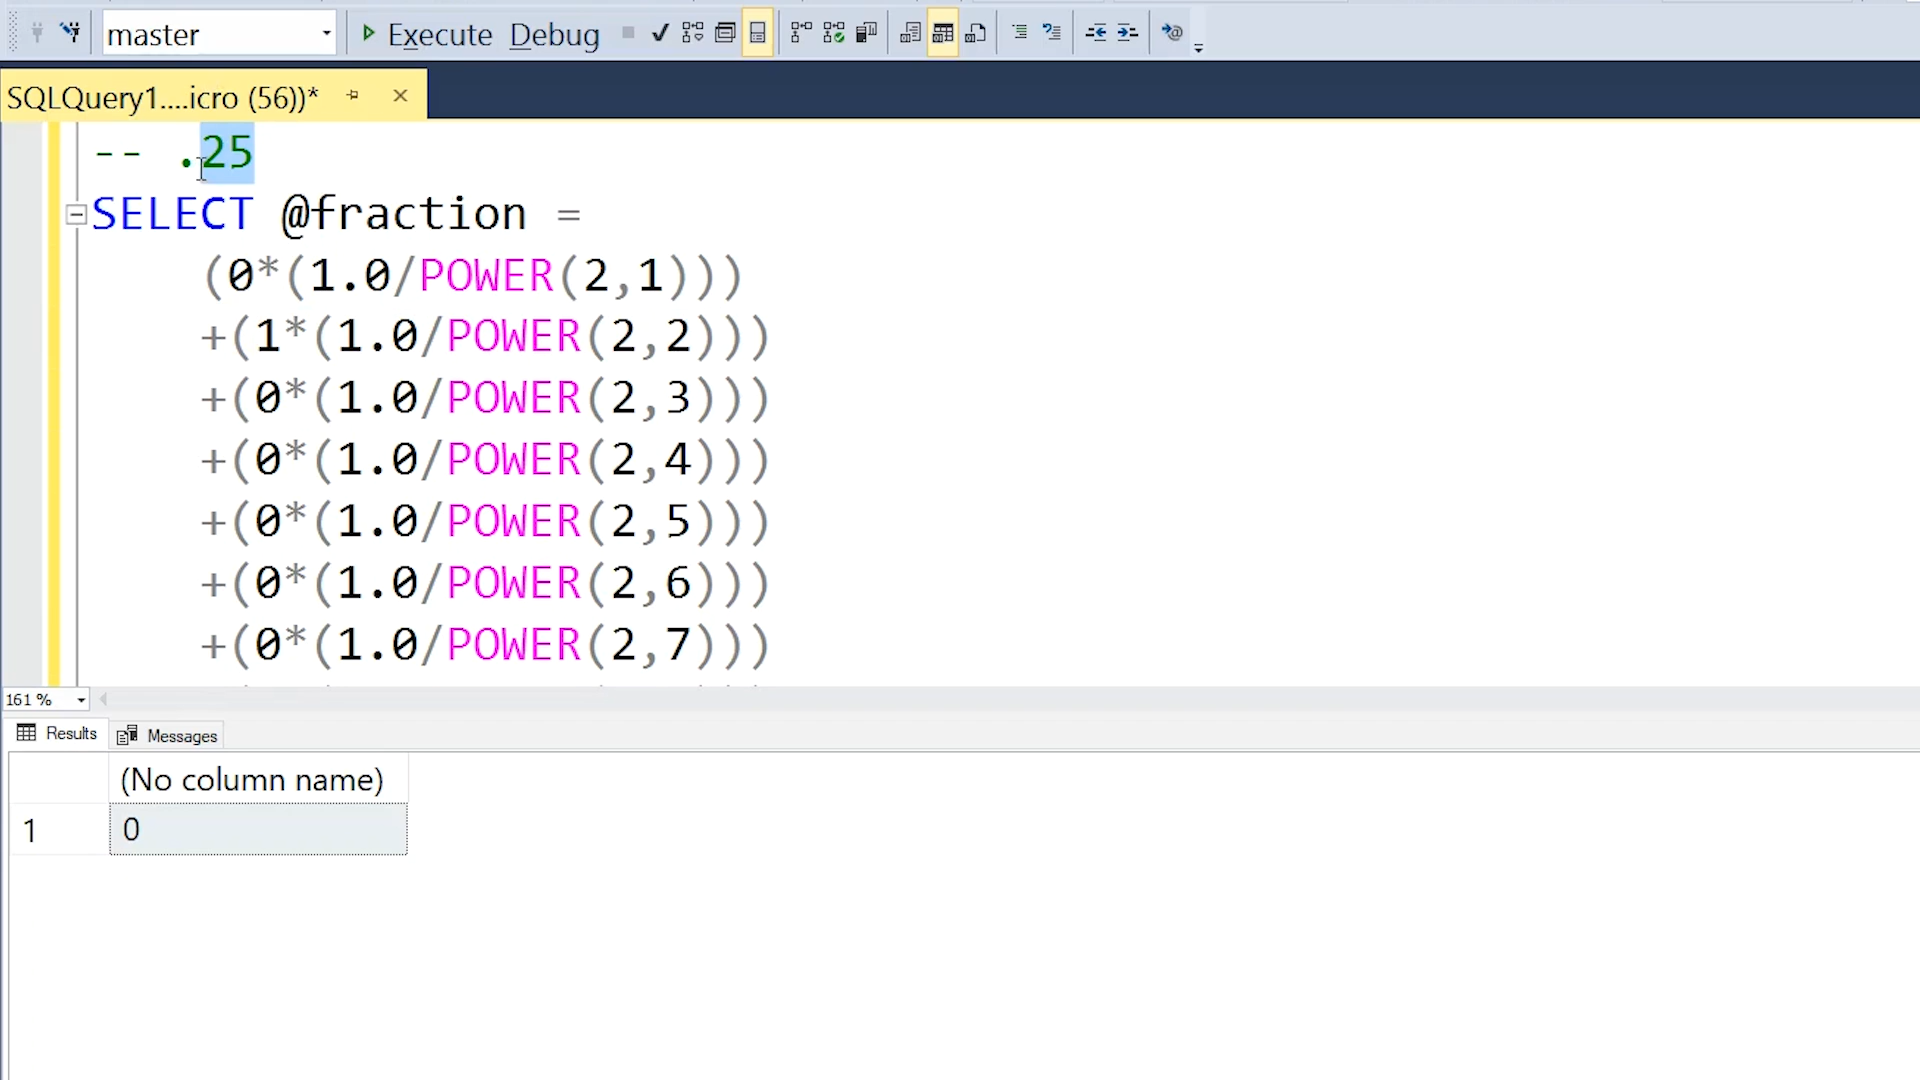 master Execute Debug
SQLQuery1....icro (56))*
-- .25
SELECT @fraction =
(0*(1.0/POWER(2,1)))
+(1*(1.0/POWER(2,2)))
+(0*(1.0/POWER(2,3)))
+(0*(1.0/POWER(2,4)))
+(0*(1.0/POWER(2,5)))
+(0*(1.0/POWER(2,6)))
+(0*(1.0/POWER(2,7)))
161 %
Results Messages
(No column name)
1 0